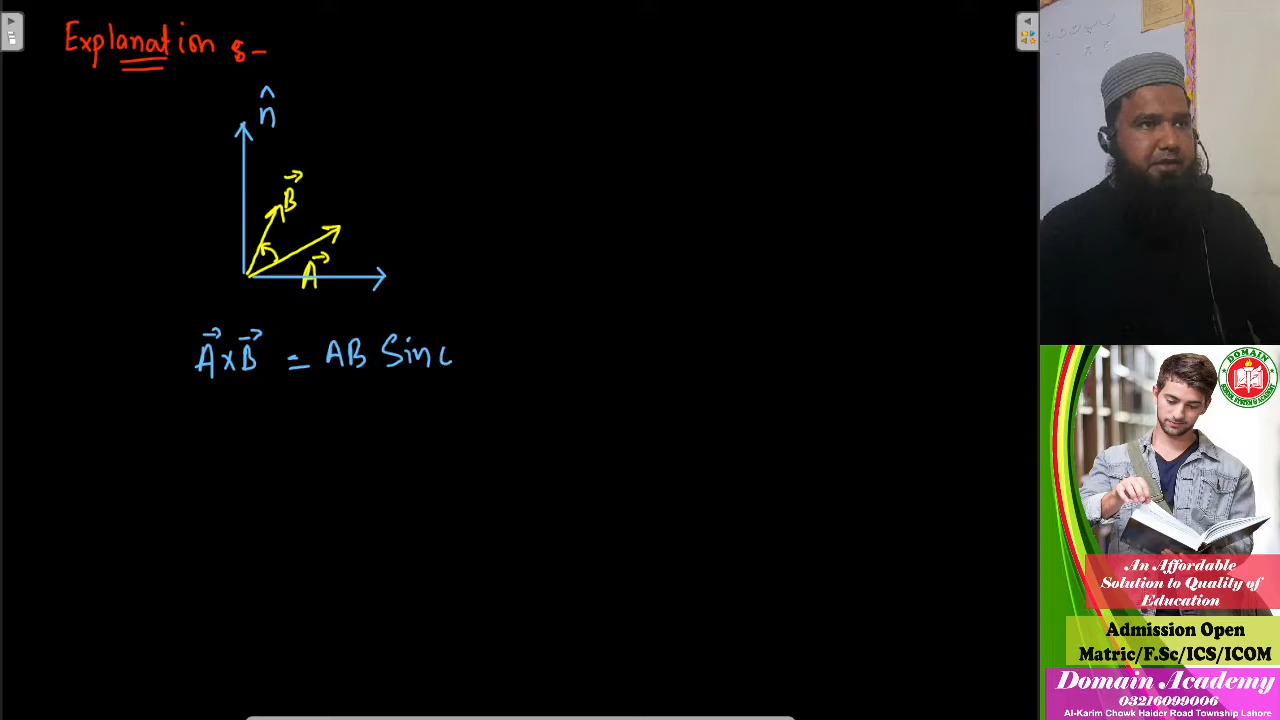 Explanation :-
n̂
B⃗
A⃗
A⃗ x B⃗ = AB Sin
DOMAIN
An Affordable
Solution to Quality of
Education
Admission Open
Matric/F.Sc/ICS/ICOM
Domain Academy
03216099006
Al-Karim Chowk Haider Road Township Lahore